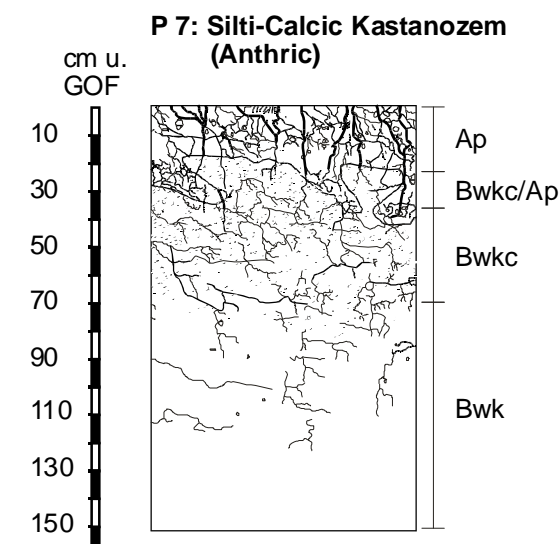 P 7: Silti-Calcic Kastanozem
(Anthric)
cm u.
GOF
10
30
50
70
90
110
130
150
Ap
Bwkc/Ap
Bwkc
Bwk